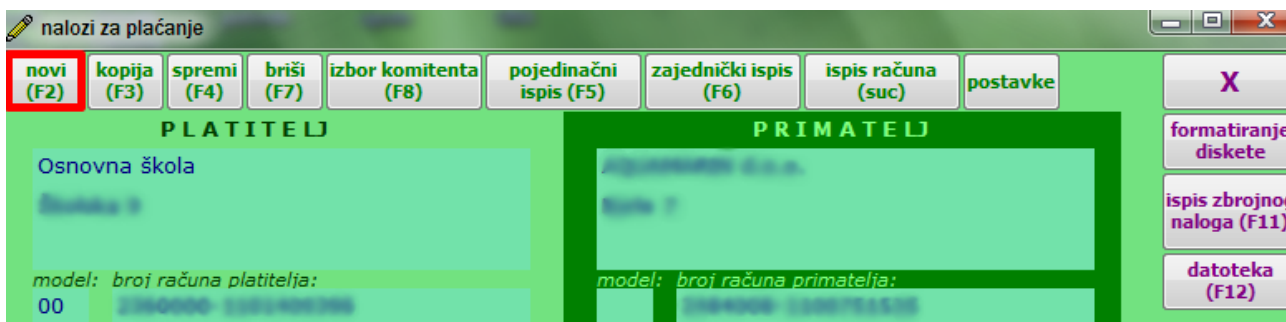 nalozi za plaćanje
novi (F2)
kopija (F3)
spremi (F4)
briši (F7)
izbor komitenta (F8)
pojedinačni ispis (F5)
zajednički ispis (F6)
ispis računa (suc)
postavke
X
PLATITELJ
PRIMATELJ
formatiranje diskete
Osnovna škola
ispis zbrojnog naloga (F11)
model: broj računa platitelja:
model: broj računa primatelja:
datoteka (F12)
00